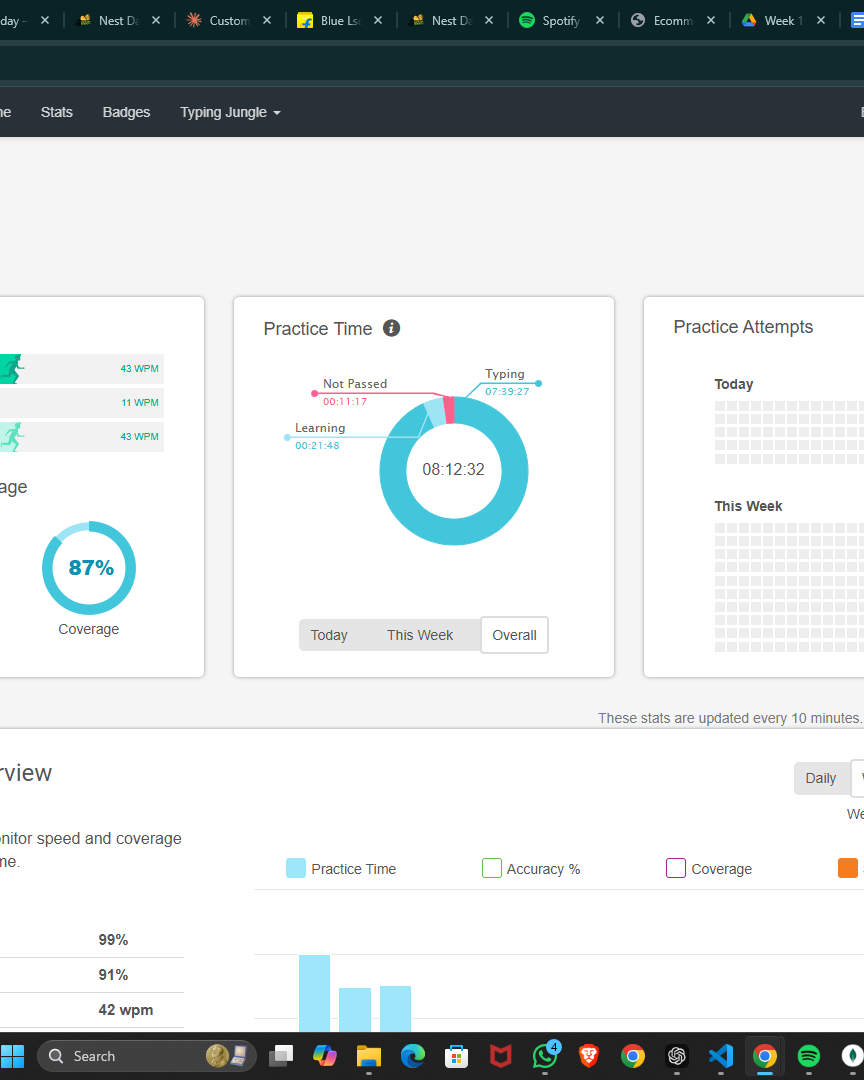 day -
Nest Da
Custom
Blue Ls
Nest Da
Spotify
Ecomm
Week 1
ne
Stats
Badges
Typing Jungle
43 WPM
11 WPM
43 WPM
age
87%
Coverage
Practice Time
Typing
07:39:27
Not Passed
00:11:17
Learning
00:21:48
08:12:32
Today
This Week
Overall
Practice Attempts
Today
This Week
These stats are updated every 10 minutes.
rview
Daily
We
nitor speed and coverage
me.
Practice Time
Accuracy %
Coverage
99%
91%
42 wpm
Search
4